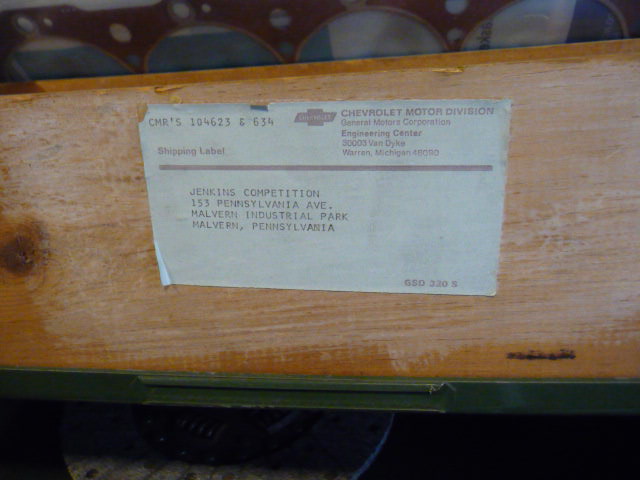 CMR'S 104623 & 634
CHEVROLET
CHEVROLET MOTOR DIVISION
General Motors Corporation
Engineering Center
30003 Van Dyke
Warren, Michigan 48090
Shipping Label
JENKINS COMPETITION
153 PENNSYLVANIA AVE.
MALVERN INDUSTRIAL PARK
MALVERN, PENNSYLVANIA
GSD 330 S